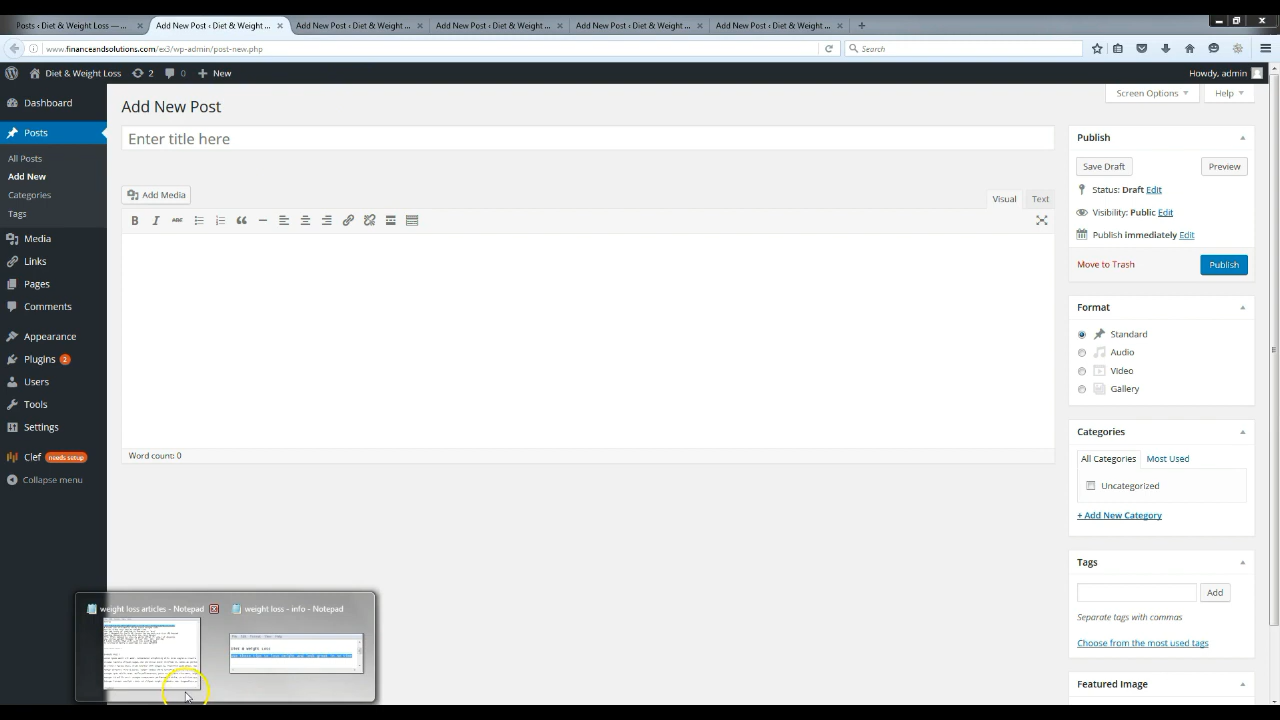 Posts ‹ Diet & Weight Loss —...
Add New Post ‹ Diet & Weight ...
Add New Post ‹ Diet & Weight ...
Add New Post ‹ Diet & Weight ...
Add New Post ‹ Diet & Weight ...
Add New Post ‹ Diet & Weight ...
www.financeandsolutions.com/ex3/wp-admin/post-new.php
Search
Diet & Weight Loss
2
0
New
Howdy, admin
Dashboard
Posts
All Posts
Add New
Categories
Tags
Media
Links
Pages
Comments
Appearance
Plugins 2
Users
Tools
Settings
Clef needs setup
Collapse menu
Screen Options
Help
Add New Post
Enter title here
Add Media
Visual
Text
B I ABC
Word count: 0
Publish
Save Draft
Preview
Status: Draft Edit
Visibility: Public Edit
Publish immediately Edit
Move to Trash
Publish
Format
Standard
Audio
Video
Gallery
Categories
All Categories
Most Used
Uncategorized
+ Add New Category
Tags
Add
Separate tags with commas
Choose from the most used tags
Featured Image
weight loss articles - Notepad
weight loss - info - Notepad
Diet & Weight Loss